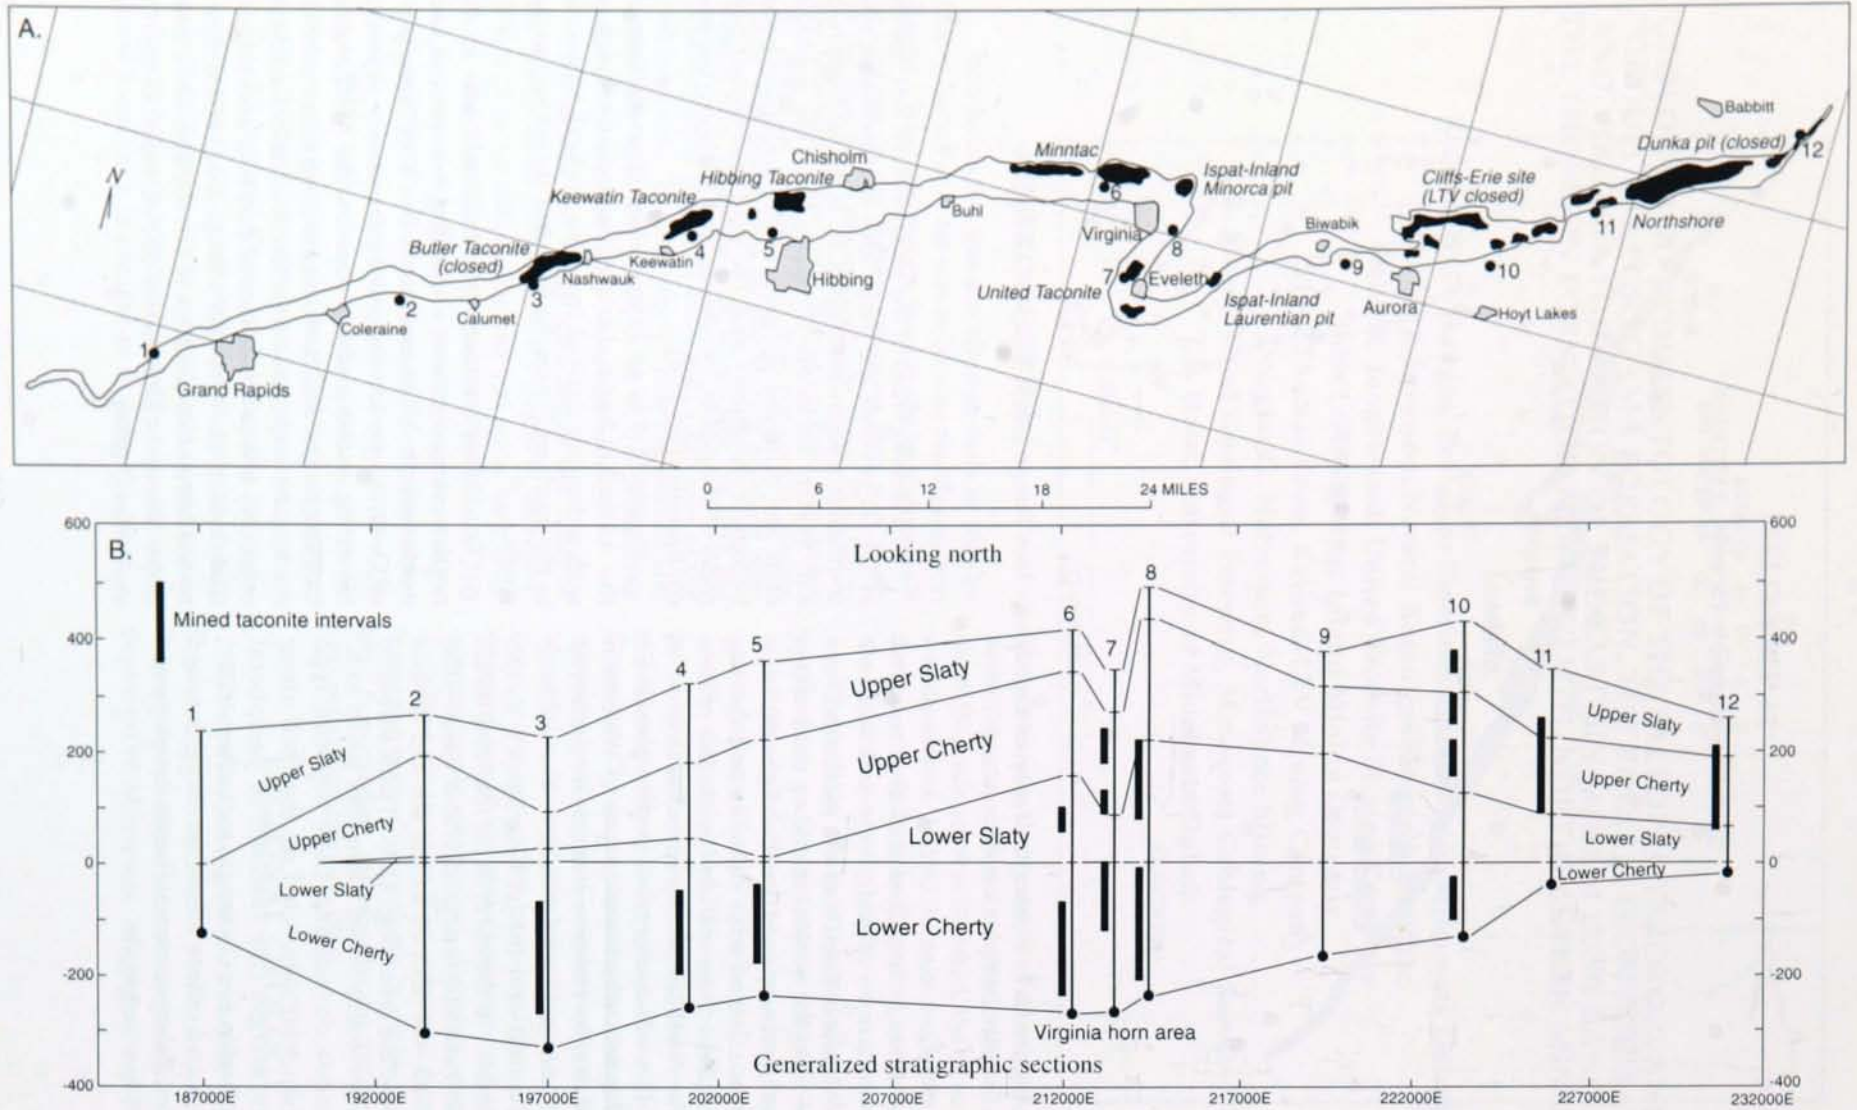 A.
N
Babbitt
Dunka pit (closed)
12
Minntac
Chisholm
Hibbing Taconite
Ispat-Inland
Minorca pit
Cliffs-Erie site
(LTV closed)
Keewatin Taconite
6
Buhl
Virginia
8
Biwabik
11
Northshore
Butler Taconite
(closed)
Nashwauk
Keewatin
4
5
Hibbing
7
Eveleth
United Taconite
Ispat-Inland
Laurentian pit
9
Aurora
10
Hoyt Lakes
3
2
Calumet
Coleraine
1
Grand Rapids
0 6 12 18 24 MILES
B.
Looking north
600 600
Mined taconite intervals
400 400
200 200
0 0
-200 -200
-400 -400
1 2 3 4 5 6 7 8 9 10 11 12
Upper Slaty
Upper Slaty
Upper Slaty
Upper Cherty
Upper Cherty
Upper Cherty
Lower Slaty
Lower Slaty
Lower Slaty
Lower Cherty
Lower Cherty
Lower Cherty
Virginia horn area
Generalized stratigraphic sections
187000E 192000E 197000E 202000E 207000E 212000E 217000E 222000E 227000E 232000E